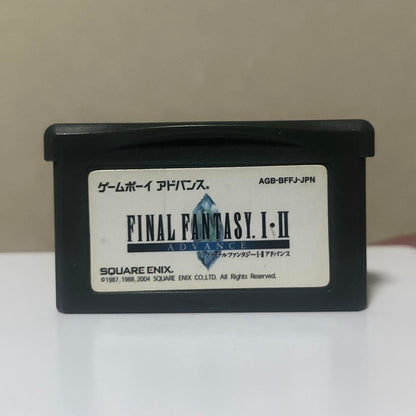 ゲームボーイ アドバンス® AGB-BFFJ-JPN
FINAL FANTASY. I・II
ADVANCE
ファイナルファンタジーI・IIアドバンス
SQUARE ENIX.
©1987, 1988, 2004 SQUARE ENIX CO.,LTD. All Rights Reserved.